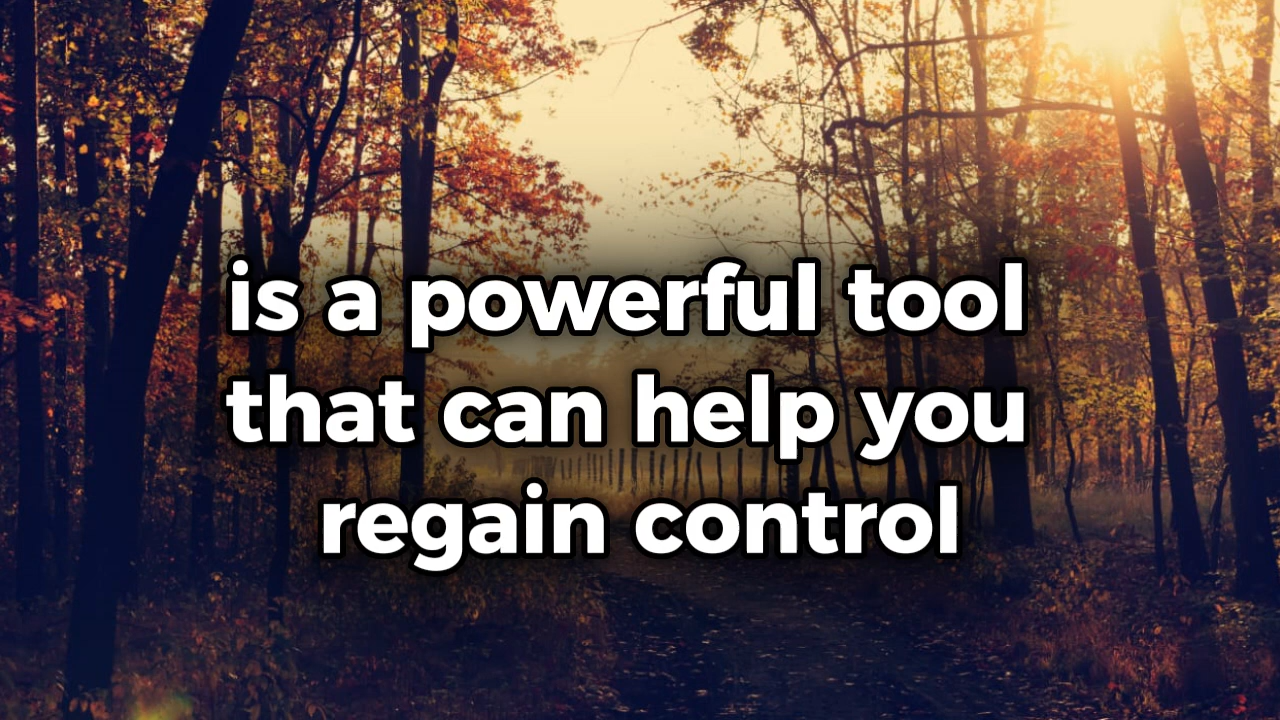 is a powerful tool
that can help you
regain control